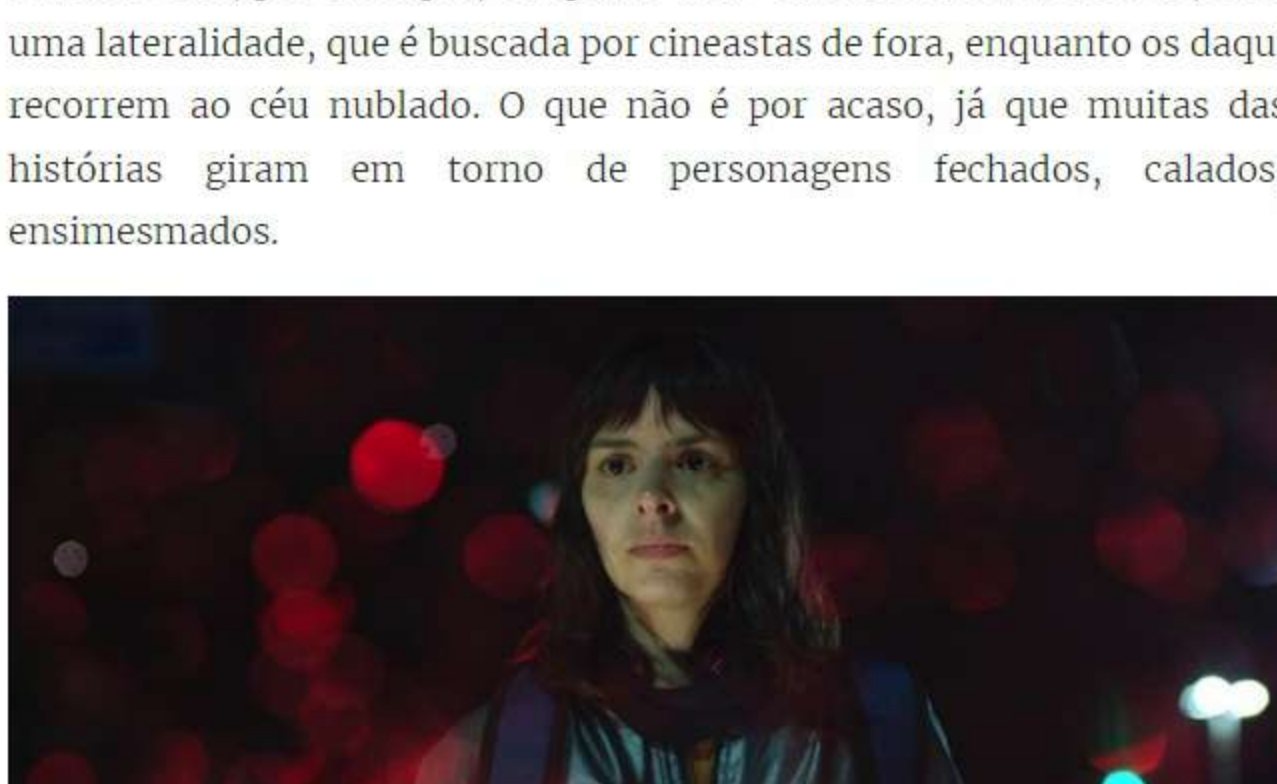 uma lateralidade, que é buscada por cineastas de fora, enquanto os daqu
recorrem ao céu nublado. O que não é por acaso, já que muitas das
histórias giram em torno de personagens fechados, calados
ensimesmados.